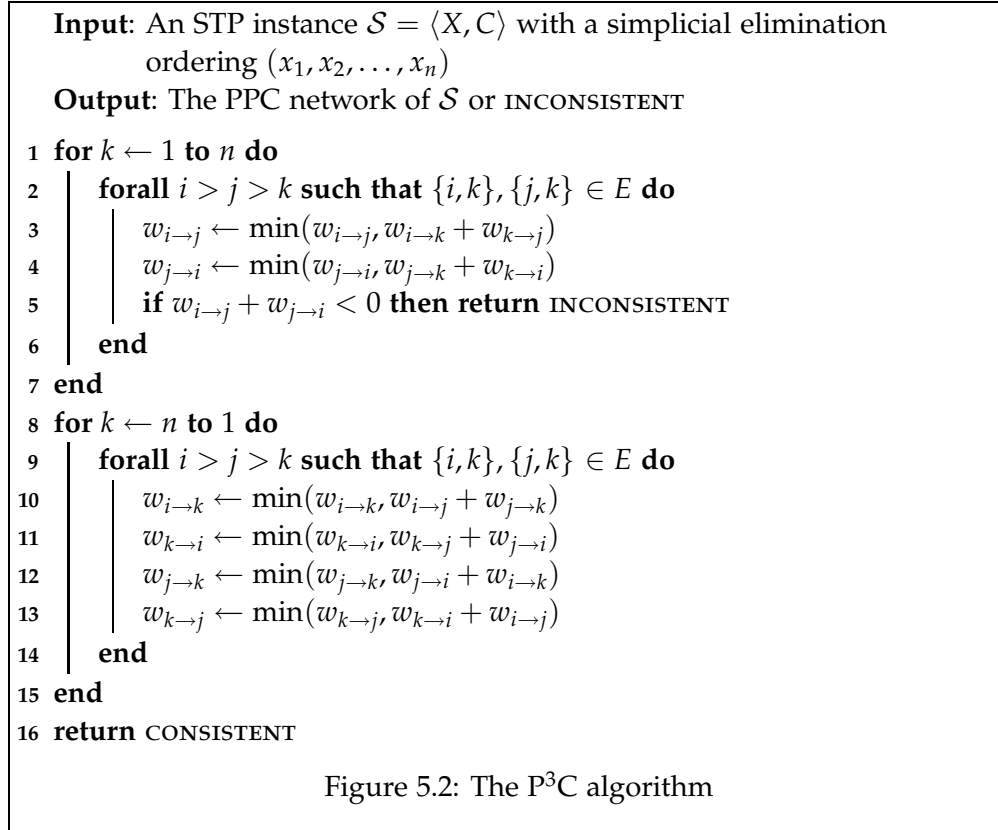 Input: An STP instance 𝒮 = ⟨X, C⟩ with a simplicial elimination
ordering (x₁, x₂, . . . , xₙ)
Output: The PPC network of 𝒮 or INCONSISTENT
1 for k ← 1 to n do
2 forall i > j > k such that {i, k}, {j, k} ∈ E do
3 w_{i→j} ← min(w_{i→j}, w_{i→k} + w_{k→j})
4 w_{j→i} ← min(w_{j→i}, w_{j→k} + w_{k→i})
5 if w_{i→j} + w_{j→i} < 0 then return INCONSISTENT
6 end
7 end
8 for k ← n to 1 do
9 forall i > j > k such that {i, k}, {j, k} ∈ E do
10 w_{i→k} ← min(w_{i→k}, w_{i→j} + w_{j→k})
11 w_{k→i} ← min(w_{k→i}, w_{k→j} + w_{j→i})
12 w_{j→k} ← min(w_{j→k}, w_{j→i} + w_{i→k})
13 w_{k→j} ← min(w_{k→j}, w_{k→i} + w_{i→j})
14 end
15 end
16 return CONSISTENT
Figure 5.2: The P³C algorithm